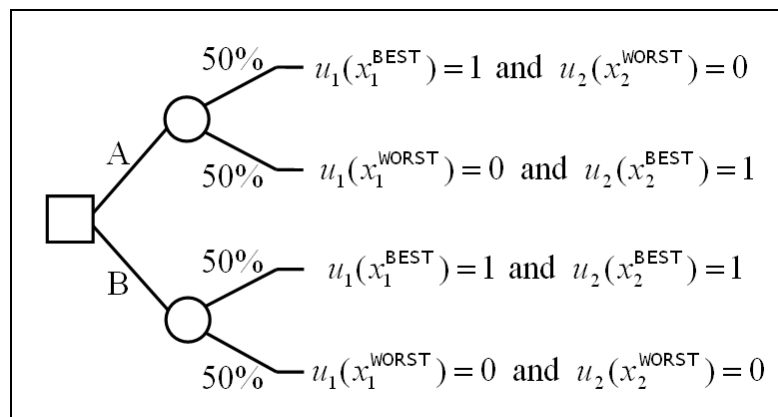 50% u₁(x₁^BEST) = 1 and u₂(x₂^WORST) = 0
A
50% u₁(x₁^WORST) = 0 and u₂(x₂^BEST) = 1
50% u₁(x₁^BEST) = 1 and u₂(x₂^BEST) = 1
B
50% u₁(x₁^WORST) = 0 and u₂(x₂^WORST) = 0